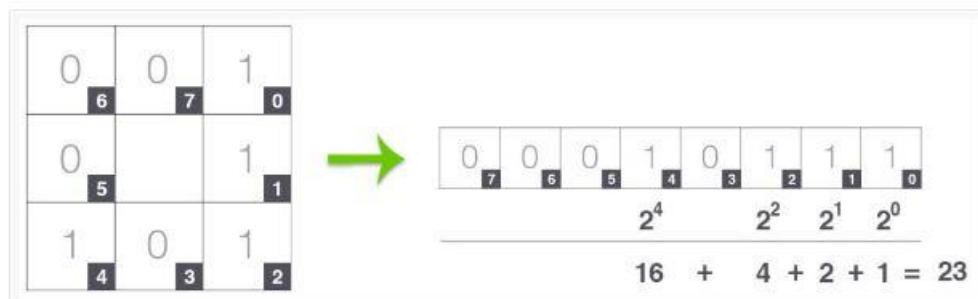 0 6 0 7 1 0
0 5 1 1
1 4 0 3 1 2
0 7 0 6 0 5 1 4 0 3 1 2 1 1 1 0
2⁴ 2² 2¹ 2⁰
16 + 4 + 2 + 1 = 23